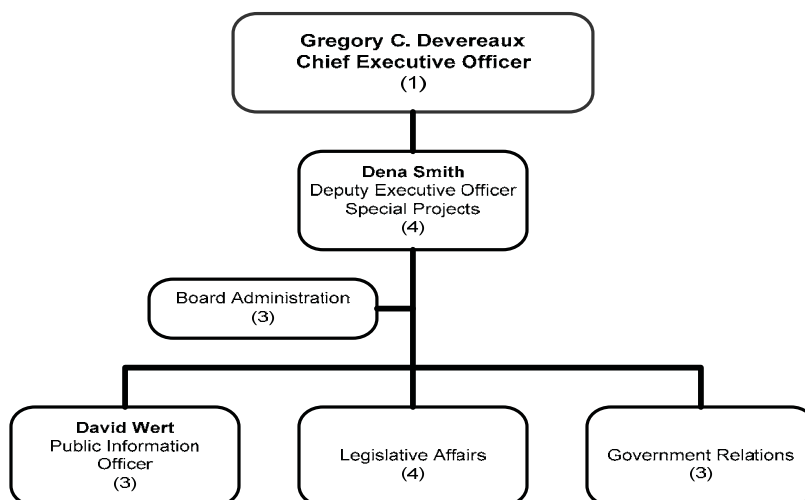 Gregory C. Devereaux
Chief Executive Officer
(1)
Dena Smith
Deputy Executive Officer
Special Projects
(4)
Board Administration
(3)
David Wert
Public Information
Officer
(3)
Legislative Affairs
(4)
Government Relations
(3)